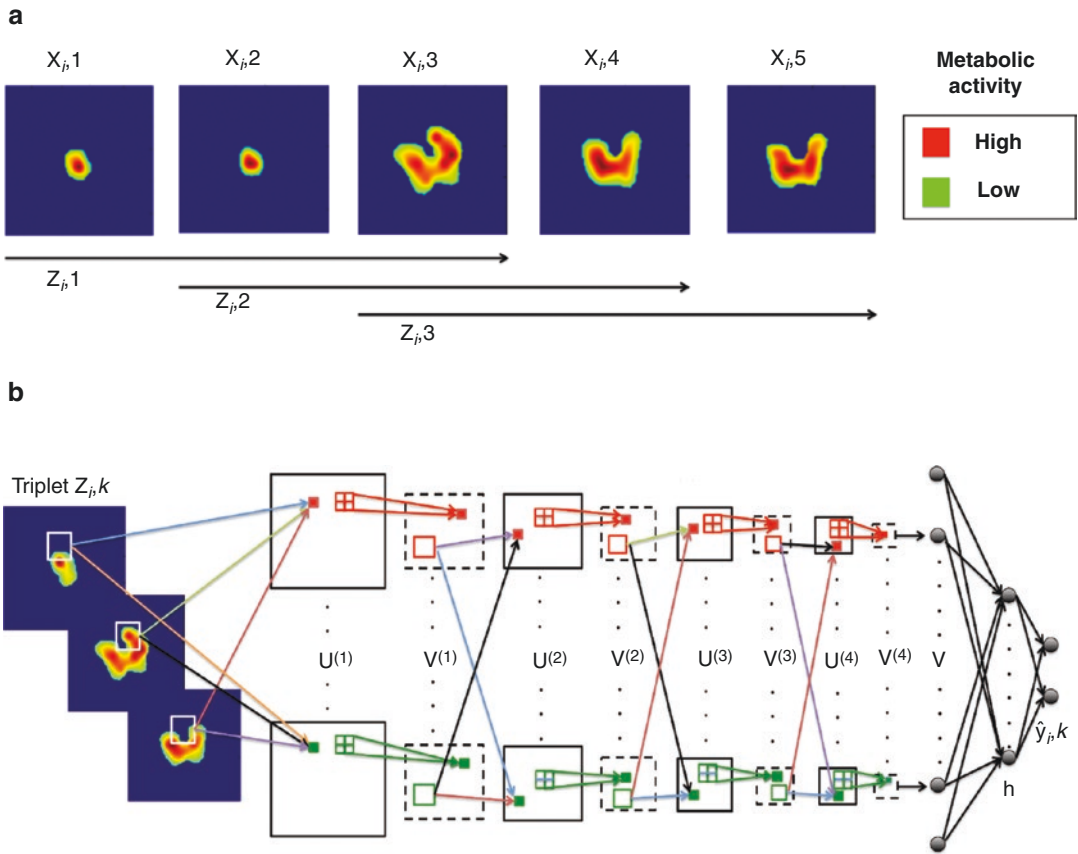 a
Xi,1 Xi,2 Xi,3 Xi,4 Xi,5 Metabolic
activity
High
Low
Zi,1
Zi,2
Zi,3
b
Triplet Zi,k
U(1) V(1) U(2) V(2) U(3) V(3) U(4) V(4) V
ŷi,k
h